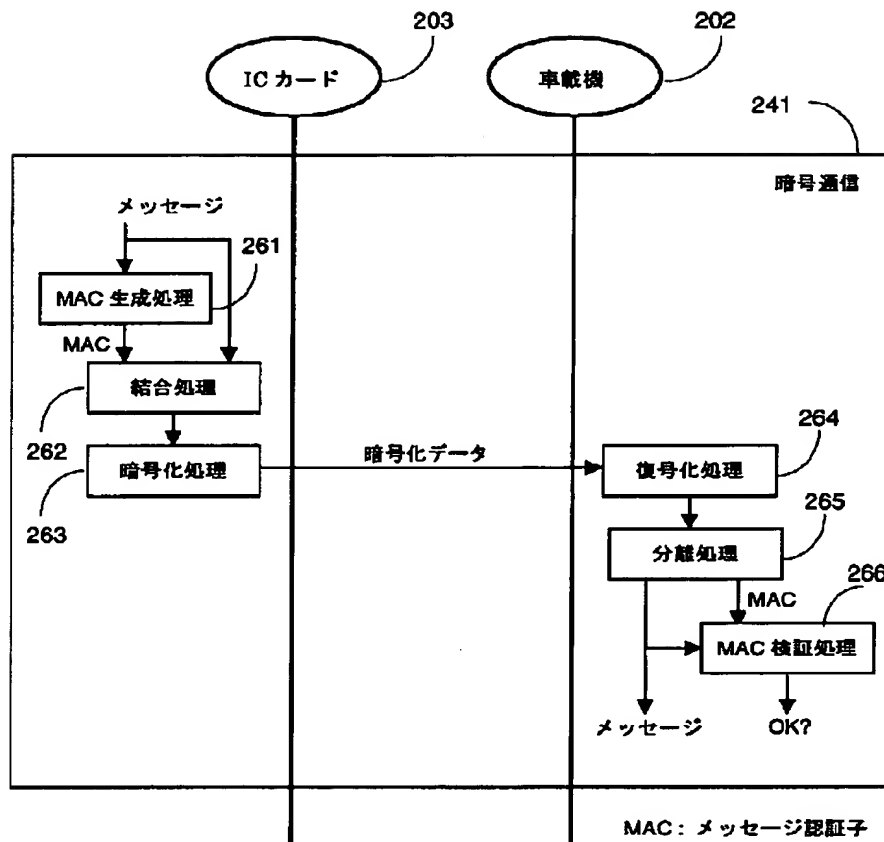 203
202
IC カード
車載機
241
暗号通信
メッセージ
261
MAC 生成処理
MAC
結合処理
262
暗号化処理
263
暗号化データ
264
復号化処理
265
分離処理
MAC
266
MAC 検証処理
メッセージ
OK?
MAC : メッセージ認証子